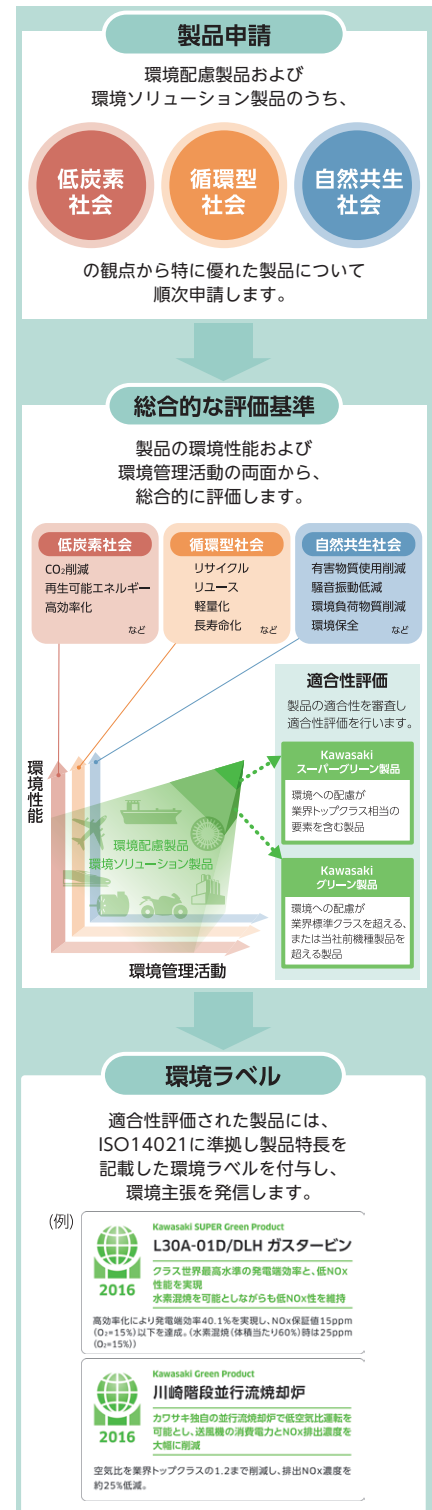 製品申請
環境配慮製品および
環境ソリューション製品のうち、
低炭素
社会
循環型
社会
自然共生
社会
の観点から特に優れた製品について
順次申請します。
総合的な評価基準
製品の環境性能および
環境管理活動の両面から、
総合的に評価します。
低炭素社会
CO₂削減
再生可能エネルギー
高効率化
など
循環型社会
リサイクル
リユース
軽量化
長寿命化
など
自然共生社会
有害物質使用削減
騒音振動低減
環境負荷物質削減
環境保全
など
環境性能
環境配慮製品
環境ソリューション製品
環境管理活動
適合性評価
製品の適合性を審査し
適合性評価を行います。
Kawasaki
スーパーグリーン製品
環境への配慮が
業界トップクラス相当の
要素を含む製品
Kawasaki
グリーン製品
環境への配慮が
業界標準クラスを超える、
または当社前機種製品を
超える製品
環境ラベル
適合性評価された製品には、
ISO14021に準拠し製品特長を
記載した環境ラベルを付与し、
環境主張を発信します。
(例)
2016
Kawasaki SUPER Green Product
L30A-01D/DLH ガスタービン
クラス世界最高水準の発電端効率と、低NOx
性能を実現
水素混焼を可能としながらも低NOx性を維持
高効率化により発電端効率40.1%を実現し、NOx保証値15ppm
(O₂=15%)以下を達成。(水素混焼(体積当たり60%)時は25ppm
(O₂=15%))
2016
Kawasaki Green Product
川崎階段並行流焼却炉
カワサキ独自の並行流焼却炉で低空気比運転を
可能とし、送風機の消費電力とNOx排出濃度を
大幅に削減
空気比を業界トップクラスの1.2まで削減し、排出NOx濃度を
約25%低減。